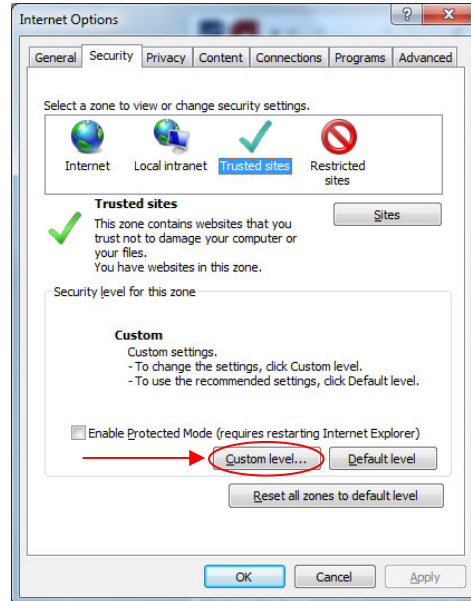 Internet Options
General Security Privacy Content Connections Programs Advanced
Select a zone to view or change security settings.
Internet Local intranet Trusted sites Restricted
sites
Trusted sites
Sites
This zone contains websites that you
trust not to damage your computer or
your files.
You have websites in this zone.
Security level for this zone
Custom
Custom settings.
- To change the settings, click Custom level.
- To use the recommended settings, click Default level.
Enable Protected Mode (requires restarting Internet Explorer)
Custom level... Default level
Reset all zones to default level
OK Cancel Apply